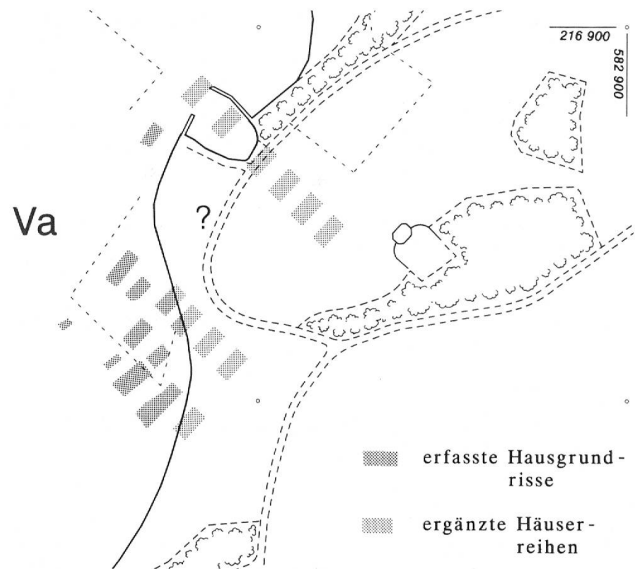 216 900
582 900
Va
?
erfasste Hausgrund-
risse
ergänzte Häuser-
reihen